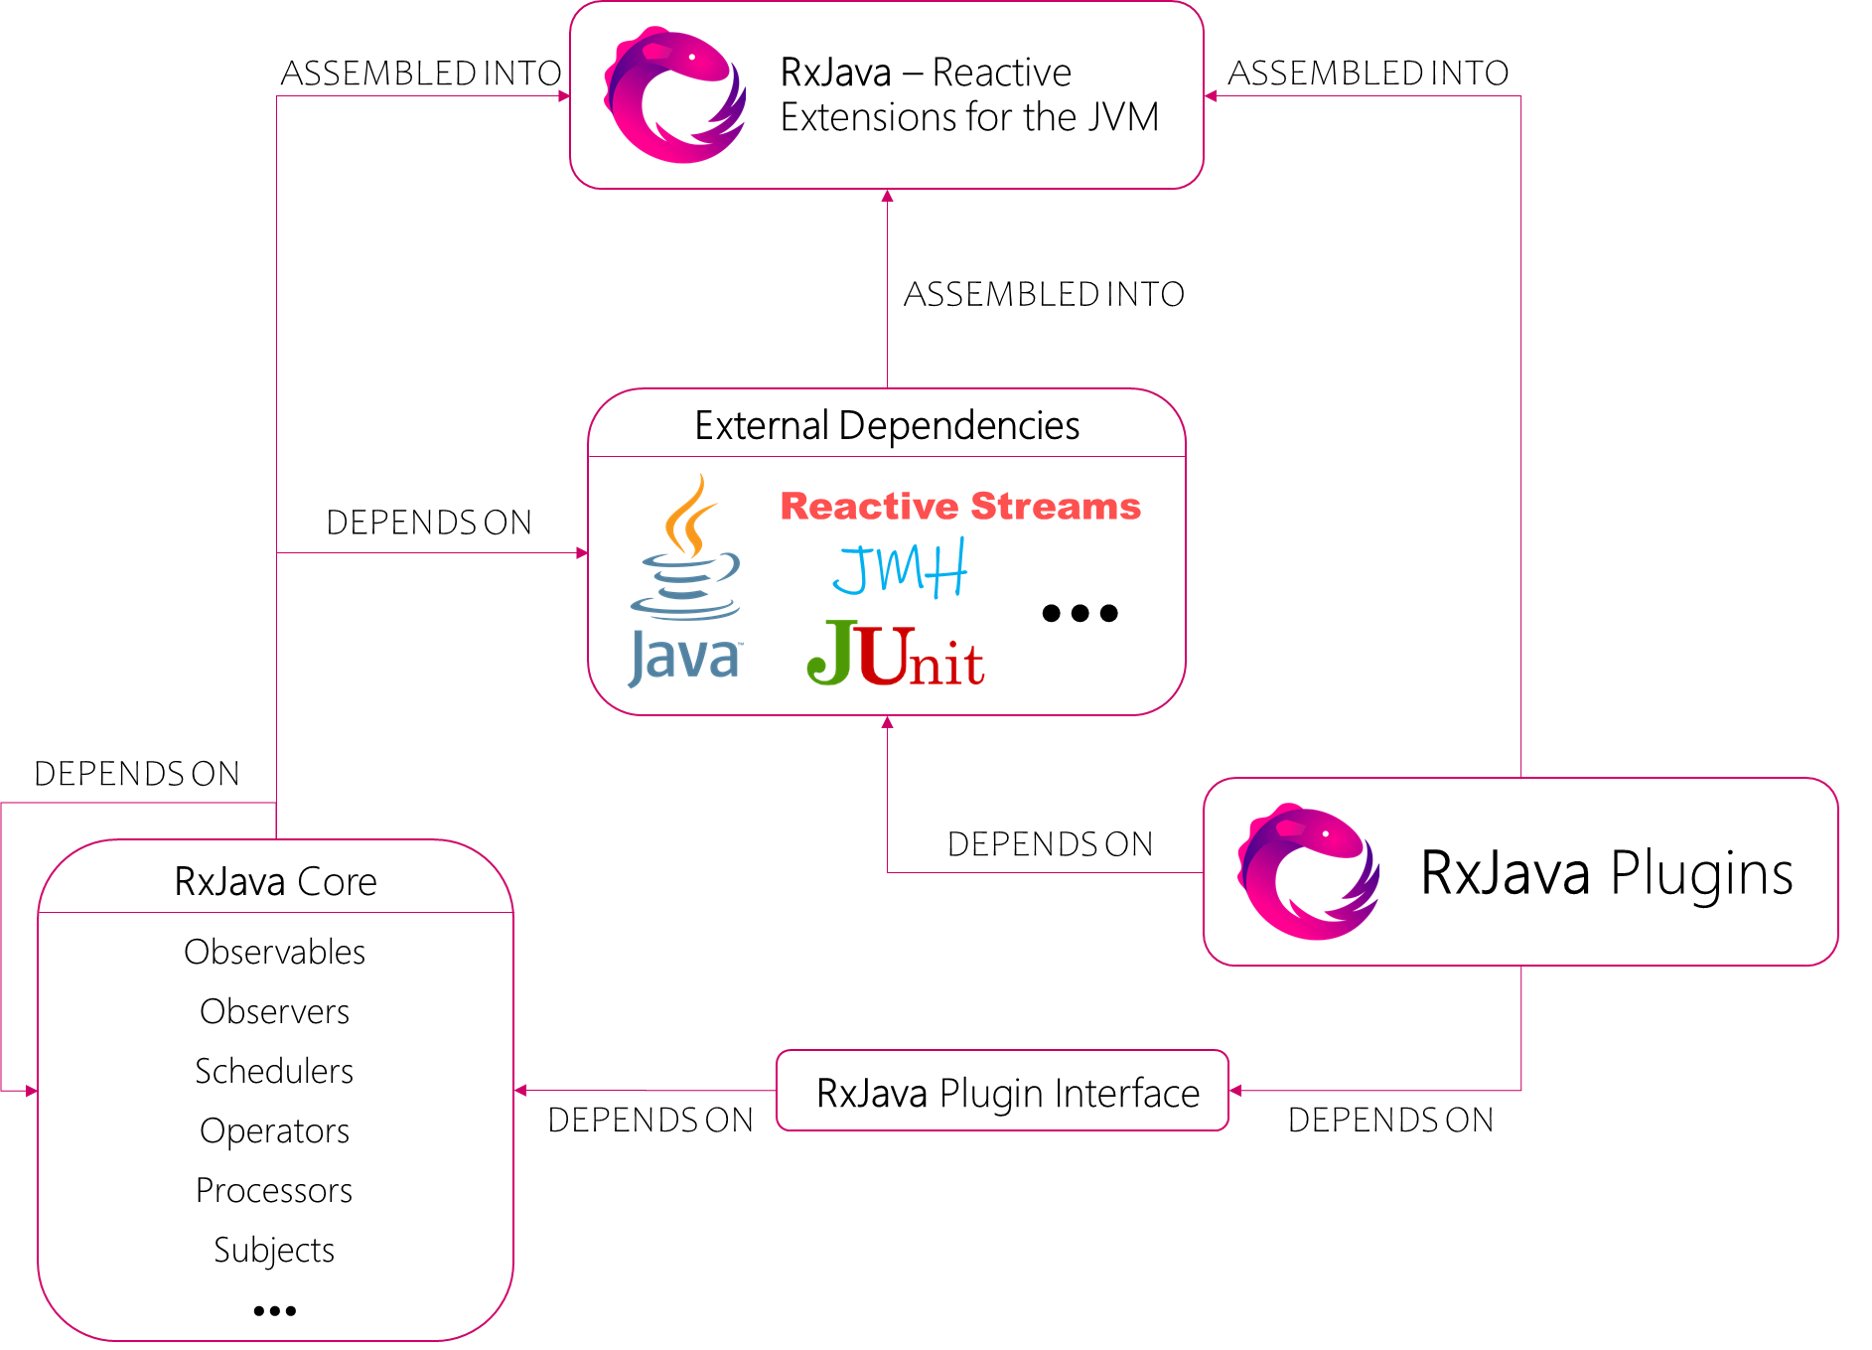 ASSEMBLED INTO
RxJava – Reactive
Extensions for the JVM
ASSEMBLED INTO
ASSEMBLED INTO
External Dependencies
Reactive Streams
JMH
Java™
JUnit
•••
DEPENDS ON
DEPENDS ON
DEPENDS ON
RxJava Plugins
RxJava Core
Observables
Observers
Schedulers
Operators
Processors
Subjects
•••
DEPENDS ON
RxJava Plugin Interface
DEPENDS ON